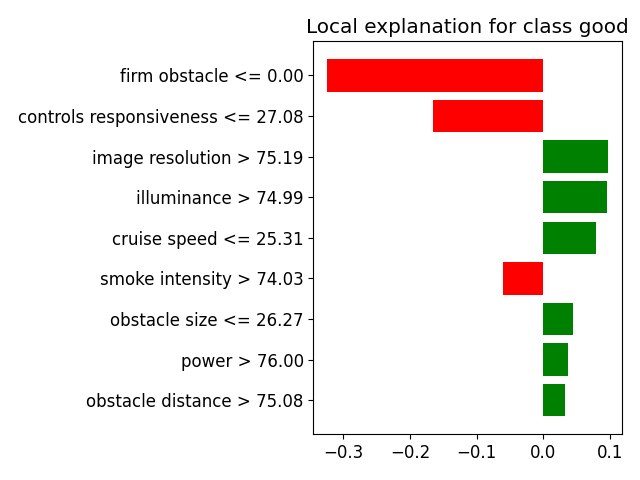 Local explanation for class good
firm obstacle <= 0.00
controls responsiveness <= 27.08
image resolution > 75.19
illuminance > 74.99
cruise speed <= 25.31
smoke intensity > 74.03
obstacle size <= 26.27
power > 76.00
obstacle distance > 75.08
−0.3 −0.2 −0.1 0.0 0.1